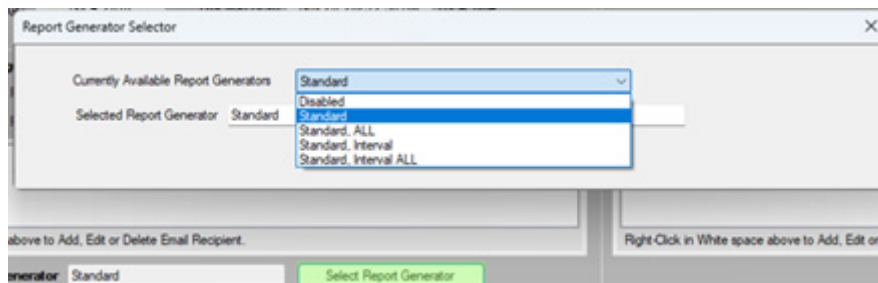 Report Generator Selector
Currently Available Report Generators Standard
Disabled
Selected Report Generator Standard
Standard
Standard, ALL
Standard, Interval
Standard, Interval ALL
above to Add, Edit or Delete Email Recipient.
Right-Click in White space above to Add, Edit or
Standard
Select Report Generator